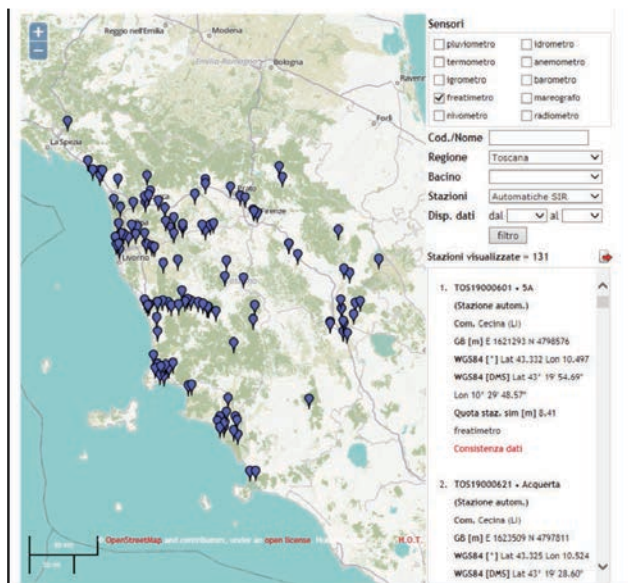 Reggio nell'Emilia
Modena
Bologna
Forlì
La Spezia
Prato
Livorno
OpenStreetMap and contributors, under an open license
H.O.T.
Sensori
pluviometro
idrometro
termometro
anemometro
igrometro
barometro
freatimetro
mareografo
nivometro
radiometro
Cod./Nome
Regione Toscana
Bacino
Stazioni Automatiche SIR
Disp. dati dal al
filtro
Stazioni visualizzate = 131
1. TOS19000601 • 5A
(Stazione autom.)
Com. Cecina (LI)
GB [m] E 1621293 N 4798576
WGS84 [°] Lat 43.332 Lon 10.497
WGS84 [DMS] Lat 43° 19' 54.69"
Lon 10° 29' 48.57"
Quota staz. slm [m] 8.41
freatimetro
Consistenza dati
2. TOS19000621 • Acquerta
(Stazione autom.)
Com. Cecina (LI)
GB [m] E 1623509 N 4797811
WGS84 [°] Lat 43.325 Lon 10.524
WGS84 [DMS] Lat 43° 19' 28.60"